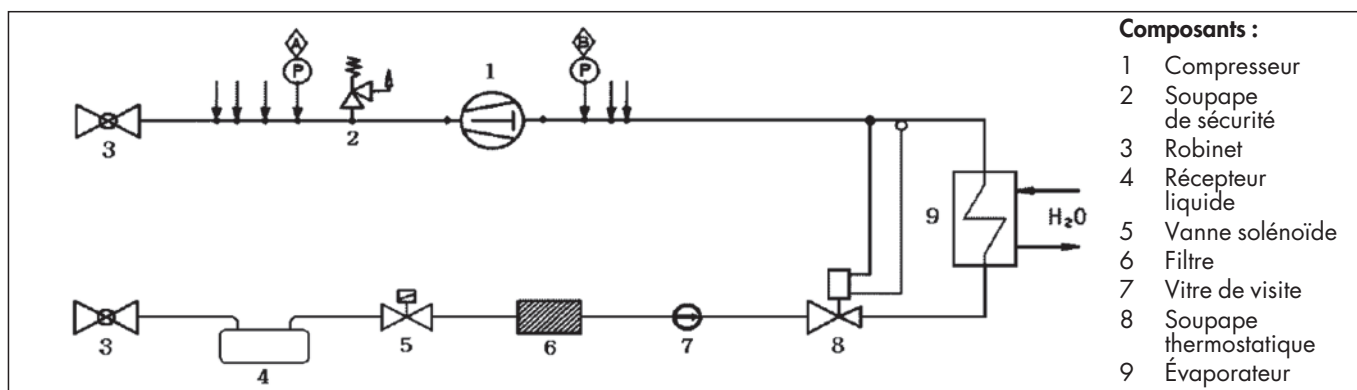 A
B
P
P
1
2
3
9
H₂O
3
4
5
6
7
8
Composants :
1 Compresseur
2 Soupape
de sécurité
3 Robinet
4 Récepteur
liquide
5 Vanne solénoïde
6 Filtre
7 Vitre de visite
8 Soupape
thermostatique
9 Évaporateur